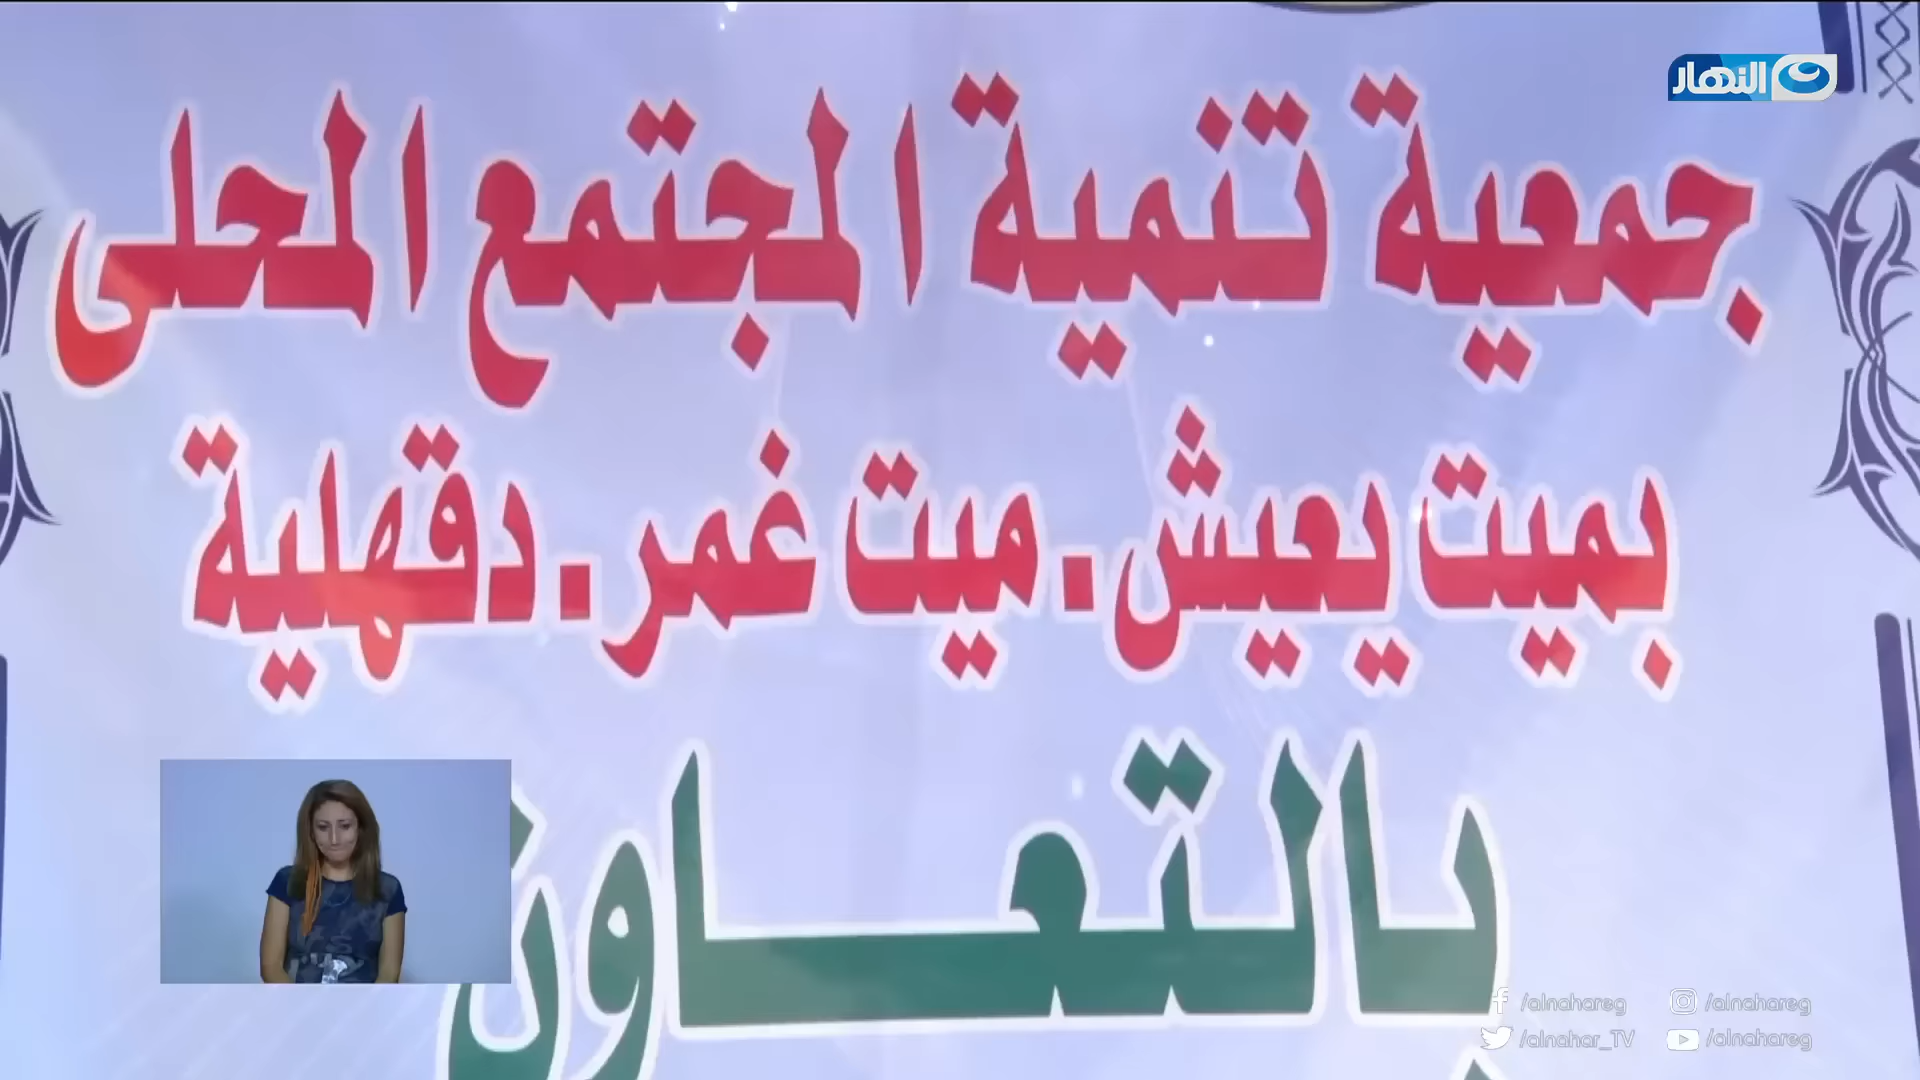 النهار
جمعية تنمية المجتمع المحلى
بميت يعيش . ميت غمر . دقهلية
بالتعاون
/alnahareg
/alnahareg
/alnahar_TV
/alnahareg